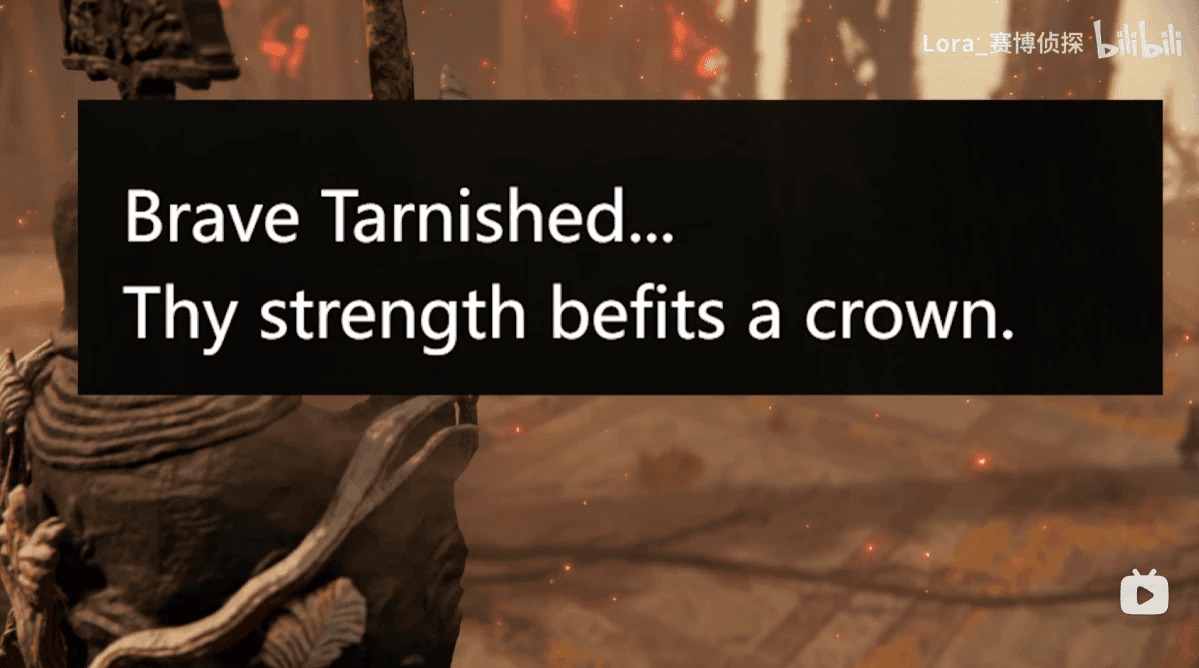 Lora_赛博侦探 bilibili
Brave Tarnished...
Thy strength befits a crown.